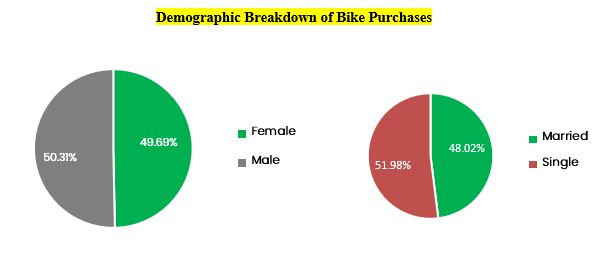 Demographic Breakdown of Bike Purchases
50.31%
49.69%
Female
Male
51.98%
48.02%
Married
Single